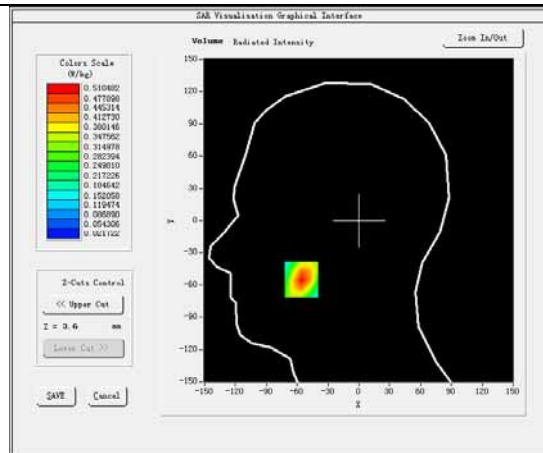 SAR Visualisation Graphical Interface
Volume Radiated Intensity
Zoom In/Out
Colors Scale
(W/kg)
0.510482
0.477898
0.445314
0.412730
0.380146
0.347562
0.314978
0.282394
0.249810
0.217226
0.184642
0.152058
0.119474
0.086890
0.054306
0.021722
Z-Cuts Control
<< Upper Cut
Z = 3.6 mm
Lower Cut >>
SAVE
Cancel
150
120
90
60
30
0
-30
-60
-90
-120
-150
Y
-150 -120 -90 -60 -30 0 30 60 90 120 150
X